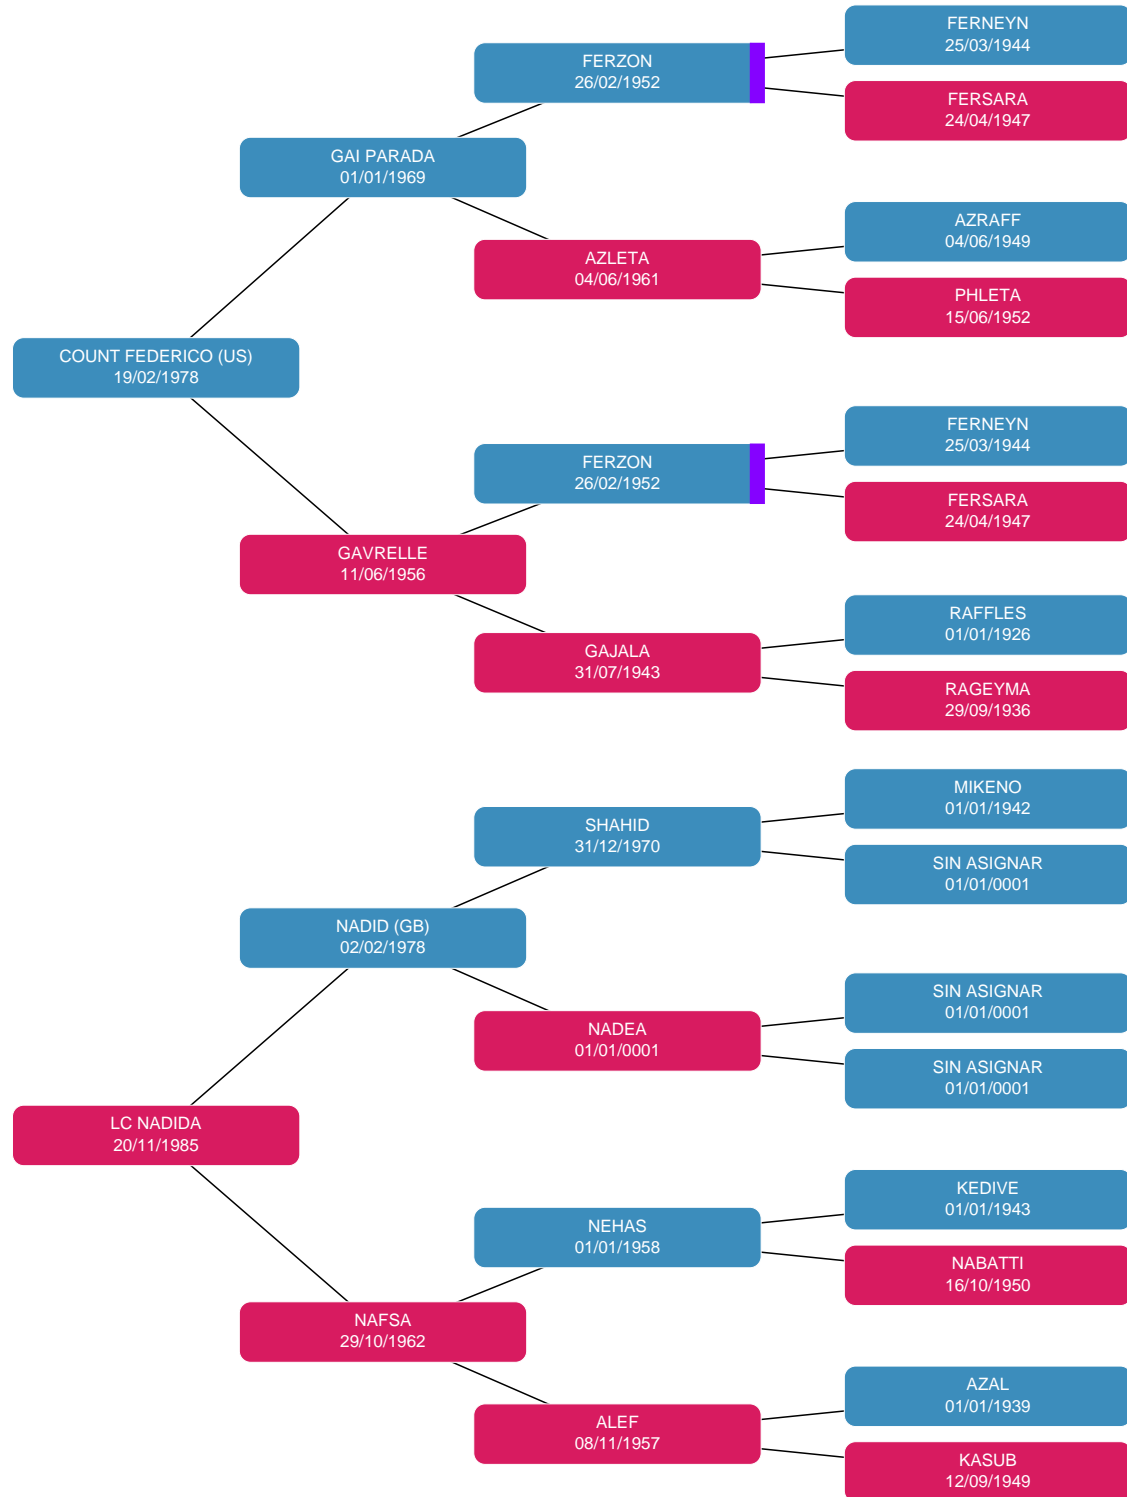 FERNEYN
25/03/1944
FERZON
26/02/1952
FERSARA
24/04/1947
GAI PARADA
01/01/1969
AZRAFF
04/06/1949
AZLETA
04/06/1961
PHLETA
15/06/1952
COUNT FEDERICO (US)
19/02/1978
FERNEYN
25/03/1944
FERZON
26/02/1952
FERSARA
24/04/1947
GAVRELLE
11/06/1956
RAFFLES
01/01/1926
GAJALA
31/07/1943
RAGEYMA
29/09/1936
MIKENO
01/01/1942
SHAHID
31/12/1970
SIN ASIGNAR
01/01/0001
NADID (GB)
02/02/1978
SIN ASIGNAR
01/01/0001
NADEA
01/01/0001
SIN ASIGNAR
01/01/0001
LC NADIDA
20/11/1985
KEDIVE
01/01/1943
NEHAS
01/01/1958
NABATTI
16/10/1950
NAFSA
29/10/1962
AZAL
01/01/1939
ALEF
08/11/1957
KASUB
12/09/1949